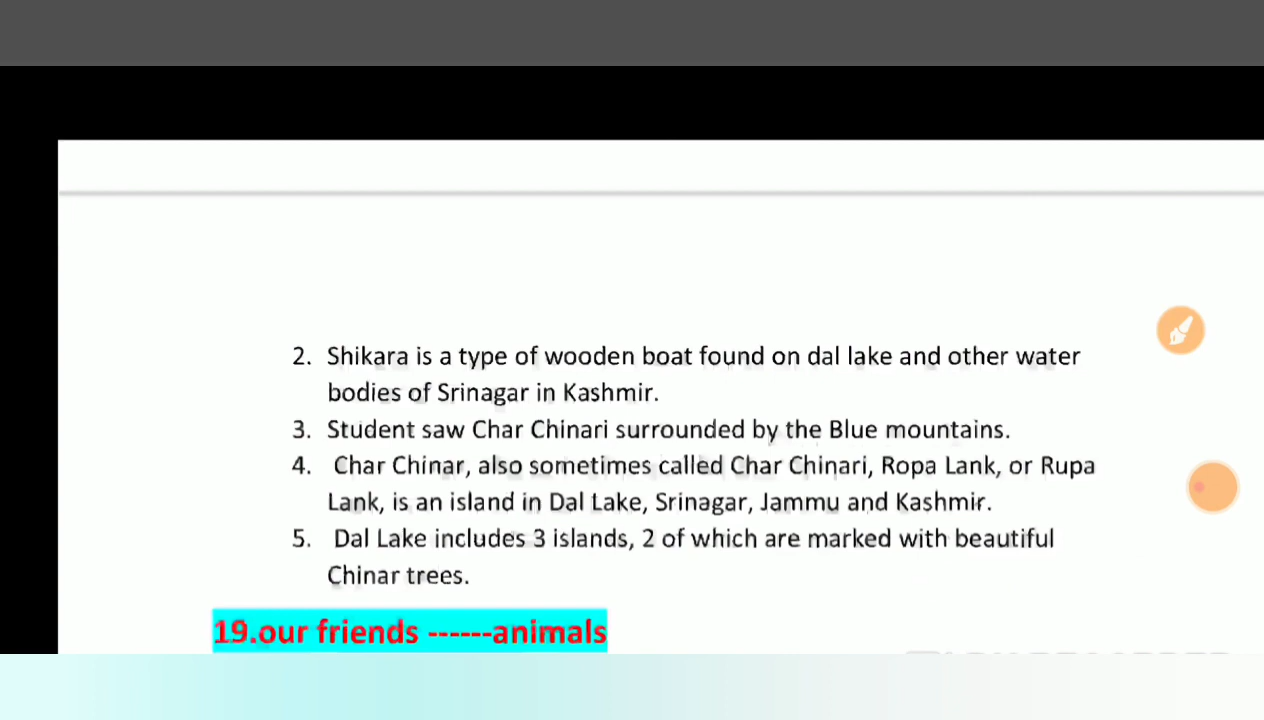 2. Shikara is a type of wooden boat found on dal lake and other water
bodies of Srinagar in Kashmir.
3. Student saw Char Chinari surrounded by the Blue mountains.
4. Char Chinar, also sometimes called Char Chinari, Ropa Lank, or Rupa
Lank, is an island in Dal Lake, Srinagar, Jammu and Kashmir.
5. Dal Lake includes 3 islands, 2 of which are marked with beautiful
Chinar trees.
19.our friends ------animals